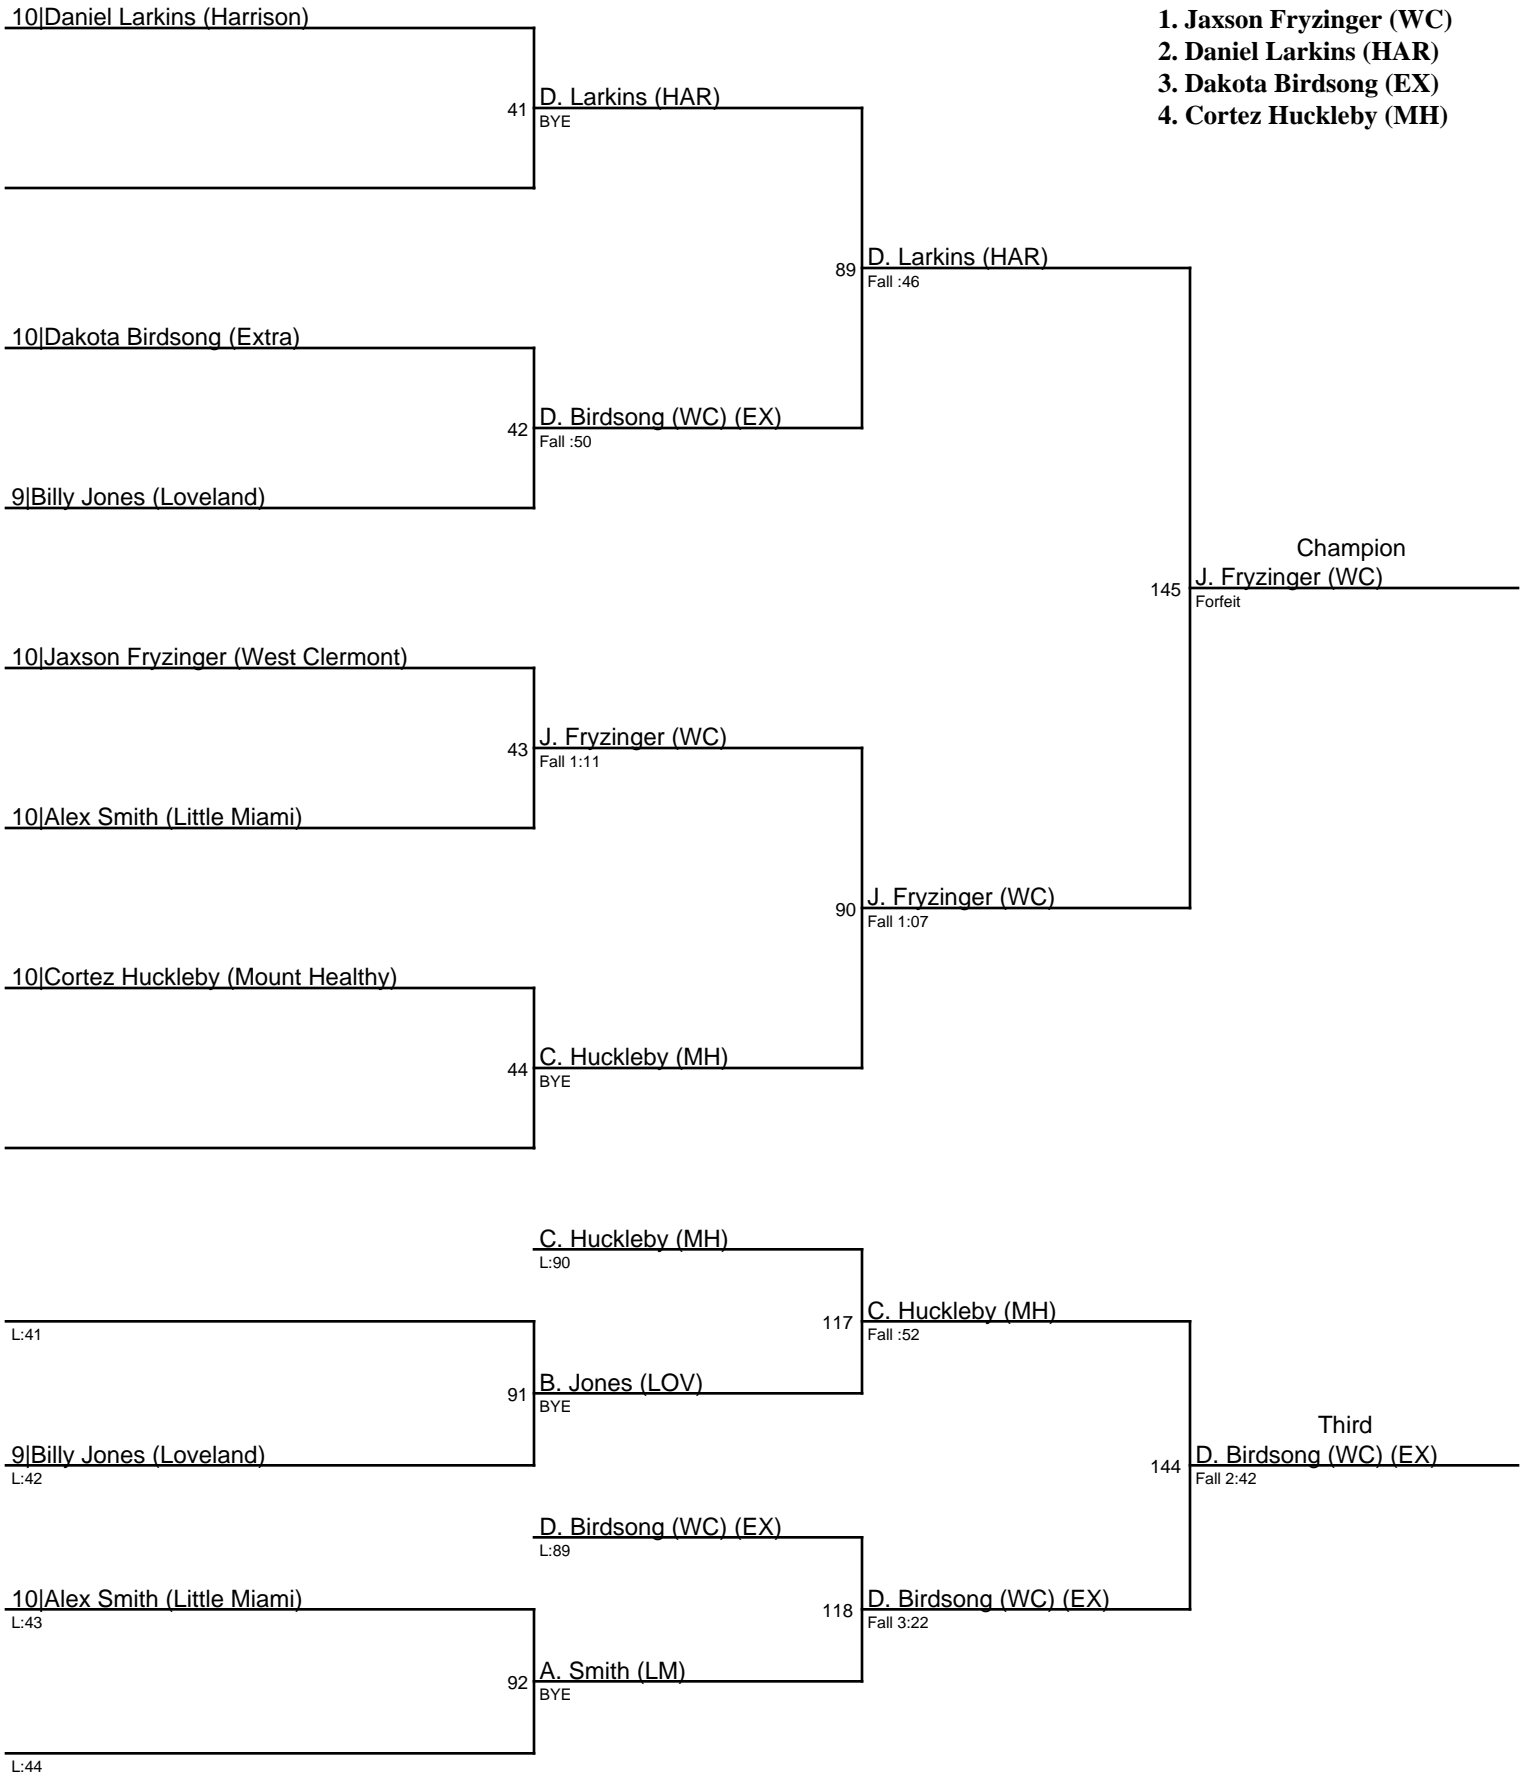 10|Daniel Larkins (Harrison)
1. Jaxson Fryzinger (WC)
2. Daniel Larkins (HAR)
3. Dakota Birdsong (EX)
4. Cortez Huckleby (MH)
41
D. Larkins (HAR)
BYE
89
D. Larkins (HAR)
Fall :46
10|Dakota Birdsong (Extra)
42
D. Birdsong (WC) (EX)
Fall :50
9|Billy Jones (Loveland)
Champion
145
J. Fryzinger (WC)
Forfeit
10|Jaxson Fryzinger (West Clermont)
43
J. Fryzinger (WC)
Fall 1:11
10|Alex Smith (Little Miami)
90
J. Fryzinger (WC)
Fall 1:07
10|Cortez Huckleby (Mount Healthy)
44
C. Huckleby (MH)
BYE
C. Huckleby (MH)
L:90
L:41
117
C. Huckleby (MH)
Fall :52
91
B. Jones (LOV)
BYE
9|Billy Jones (Loveland)
L:42
Third
144
D. Birdsong (WC) (EX)
Fall 2:42
D. Birdsong (WC) (EX)
L:89
10|Alex Smith (Little Miami)
L:43
118
D. Birdsong (WC) (EX)
Fall 3:22
92
A. Smith (LM)
BYE
L:44